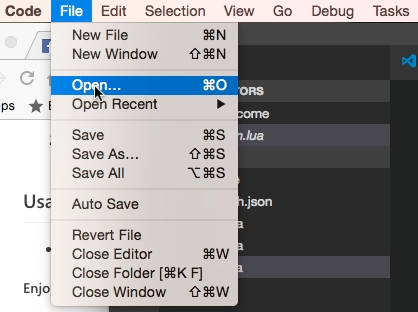 Code File Edit Selection View Go Debug Tasks
New File ⌘N
New Window ⇧⌘N
Open... ⌘O
Open Recent ▶
Save ⌘S
Save As... ⇧⌘S
Save All ⌥⌘S
Auto Save
Revert File
Close Editor ⌘W
Close Folder [⌘K F]
Close Window ⇧⌘W
ps
Usa
Enjo
TORS
come
n.lua
h.json
a
a
a